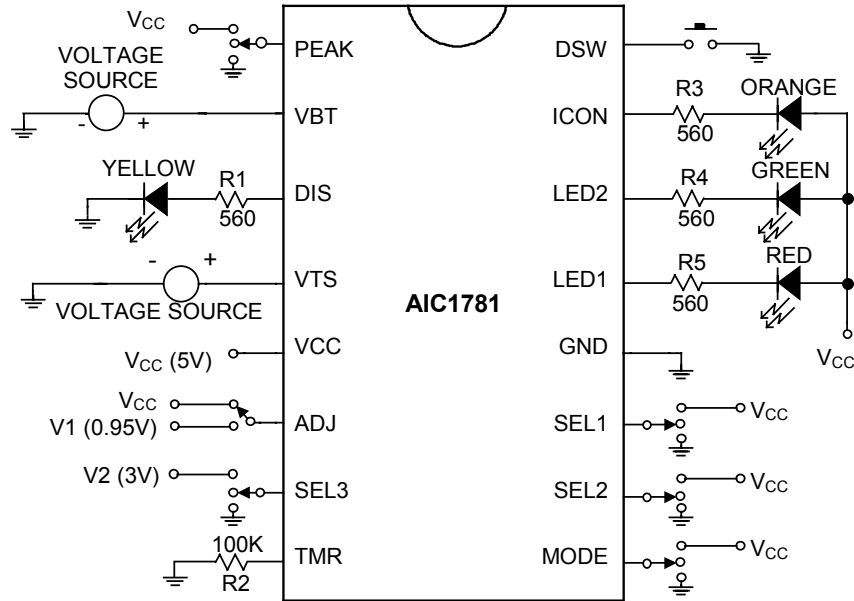 VCC
VOLTAGE
SOURCE
- +
PEAK
VBT
YELLOW
R1
560
DIS
- +
VOLTAGE SOURCE
VTS
VCC (5V)
VCC
VCC
V1 (0.95V)
ADJ
V2 (3V)
SEL3
100K
R2
TMR
AIC1781
DSW
ICON
R3
560
ORANGE
LED2
R4
560
GREEN
LED1
R5
560
RED
GND
VCC
SEL1
VCC
SEL2
VCC
MODE
VCC